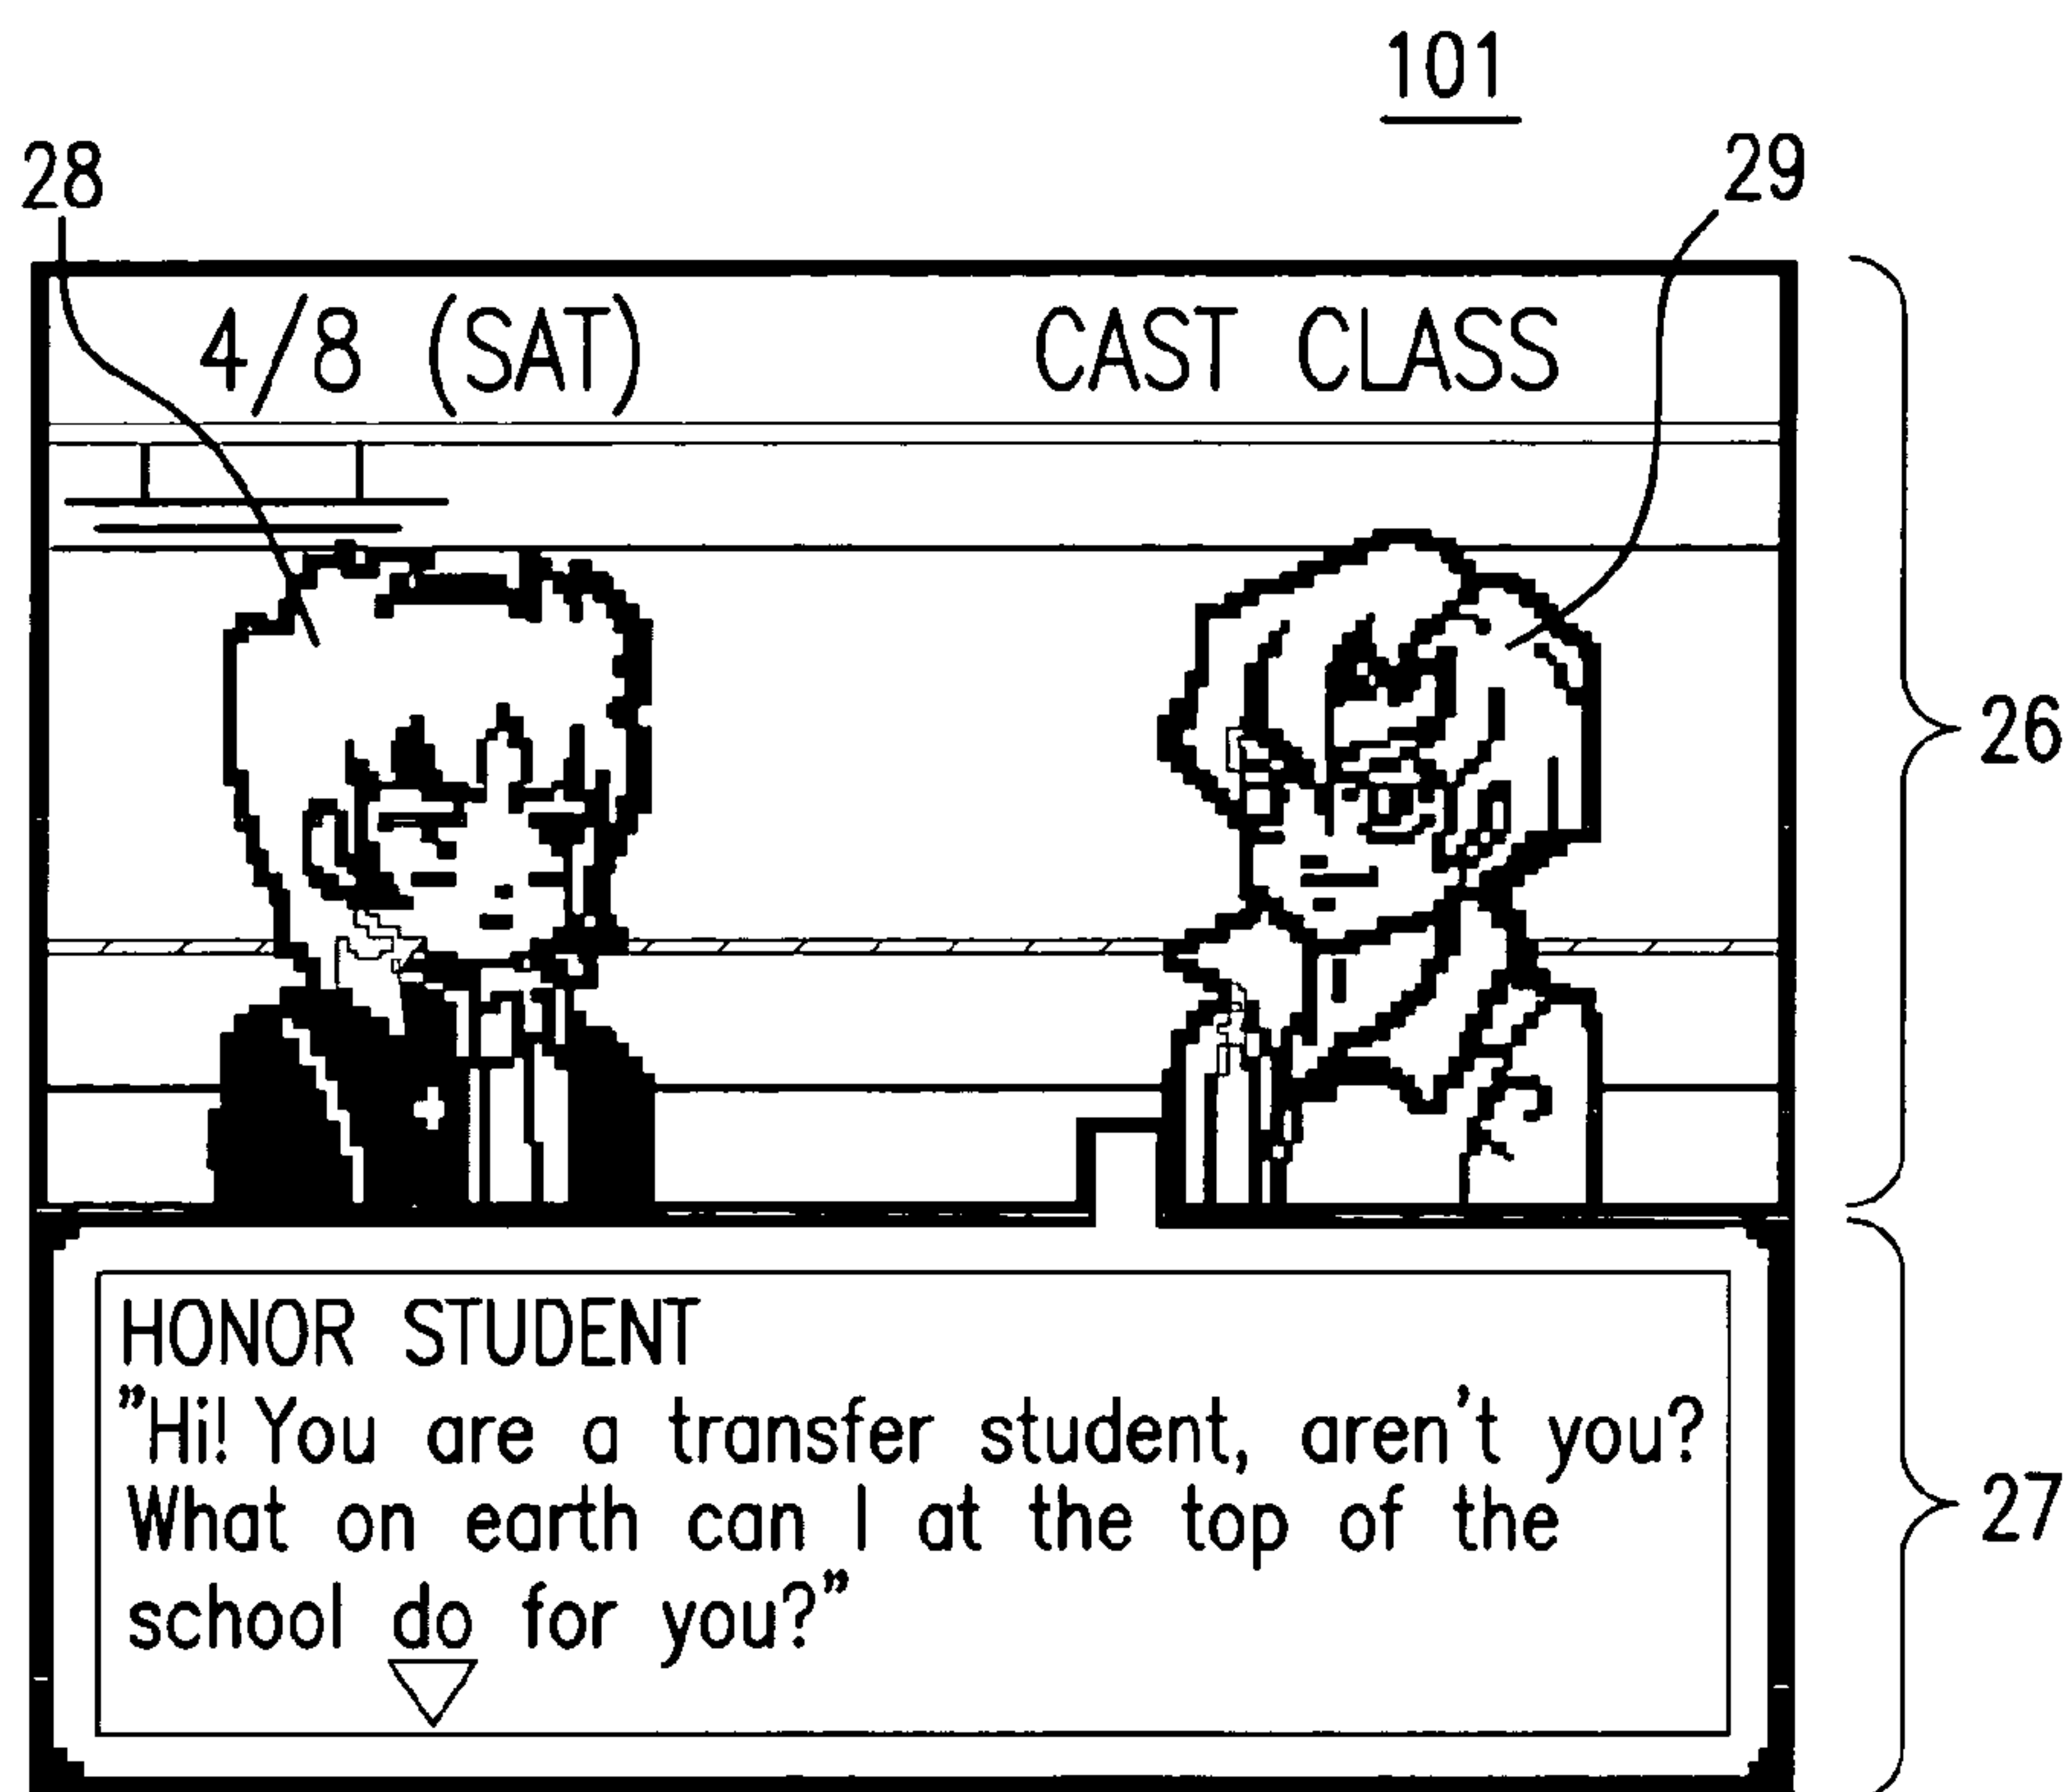 101
28
29
4/8 (SAT) CAST CLASS
26
HONOR STUDENT
"Hi! You are a transfer student, aren't you?
What on earth can I at the top of the
school do for you?"
27